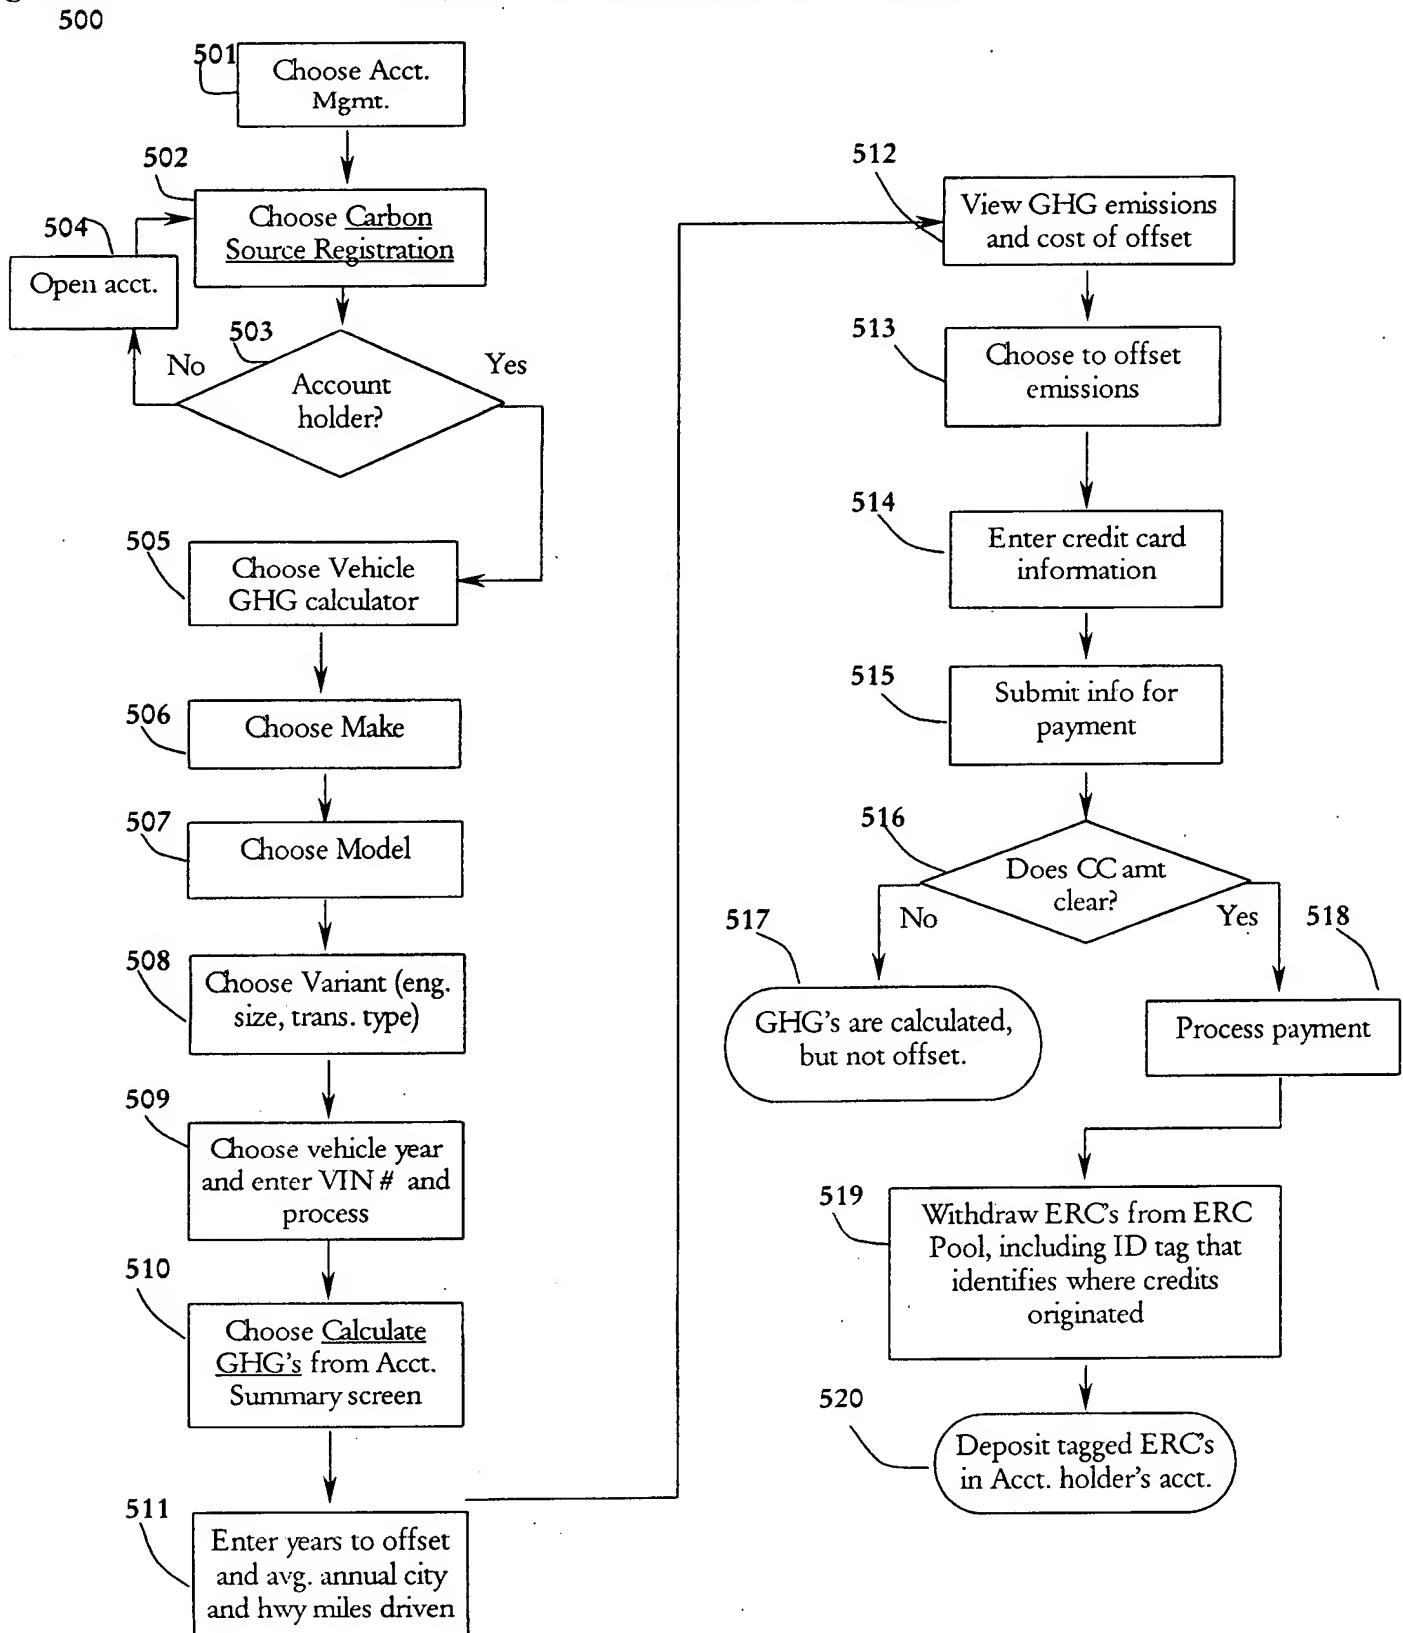 500
501
Choose Acct.
Mgmt.
502
Choose Carbon
Source Registration
504
Open acct.
503
No
Yes
Account
holder?
505
Choose Vehicle
GHG calculator
506
Choose Make
507
Choose Model
508
Choose Variant (eng.
size, trans. type)
509
Choose vehicle year
and enter VIN # and
process
510
Choose Calculate
GHG's from Acct.
Summary screen
511
Enter years to offset
and avg. annual city
and hwy miles driven
512
View GHG emissions
and cost of offset
513
Choose to offset
emissions
514
Enter credit card
information
515
Submit info for
payment
516
Does CC amt
clear?
No
Yes
517
GHG's are calculated,
but not offset.
518
Process payment
519
Withdraw ERC's from ERC
Pool, including ID tag that
identifies where credits
originated
520
Deposit tagged ERC's
in Acct. holder's acct.